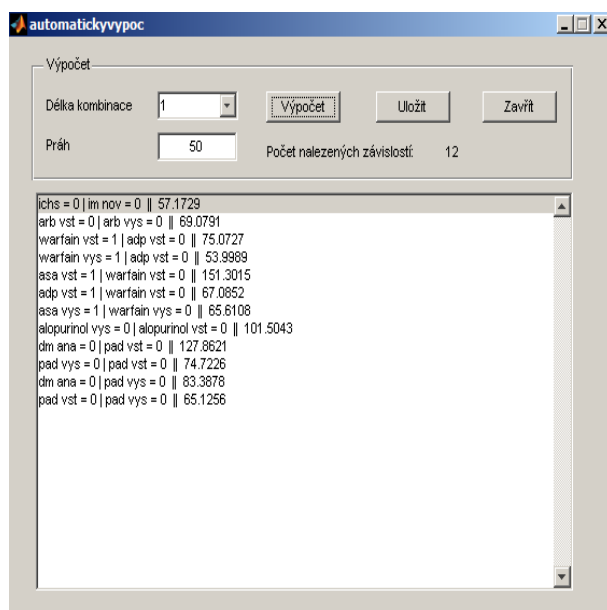 automatickyvypoc
Výpočet
Délka kombinace 1 Výpočet Uložit Zavřít
Práh 50 Počet nalezených závislostí: 12
ichs = 0 | im nov = 0 || 57.1729
arb vst = 0 | arb vys = 0 || 69.0791
warfain vst = 1 | adp vst = 0 || 75.0727
warfain vys = 1 | adp vst = 0 || 53.9989
asa vst = 1 | warfain vst = 0 || 151.3015
adp vst = 1 | warfain vst = 0 || 67.0852
asa vys = 1 | warfain vys = 0 || 65.6108
alopurinol vys = 0 | alopurinol vst = 0 || 101.5043
dm ana = 0 | pad vst = 0 || 127.8621
pad vys = 0 | pad vst = 0 || 74.7226
dm ana = 0 | pad vys = 0 || 83.3878
pad vst = 0 | pad vys = 0 || 65.1256